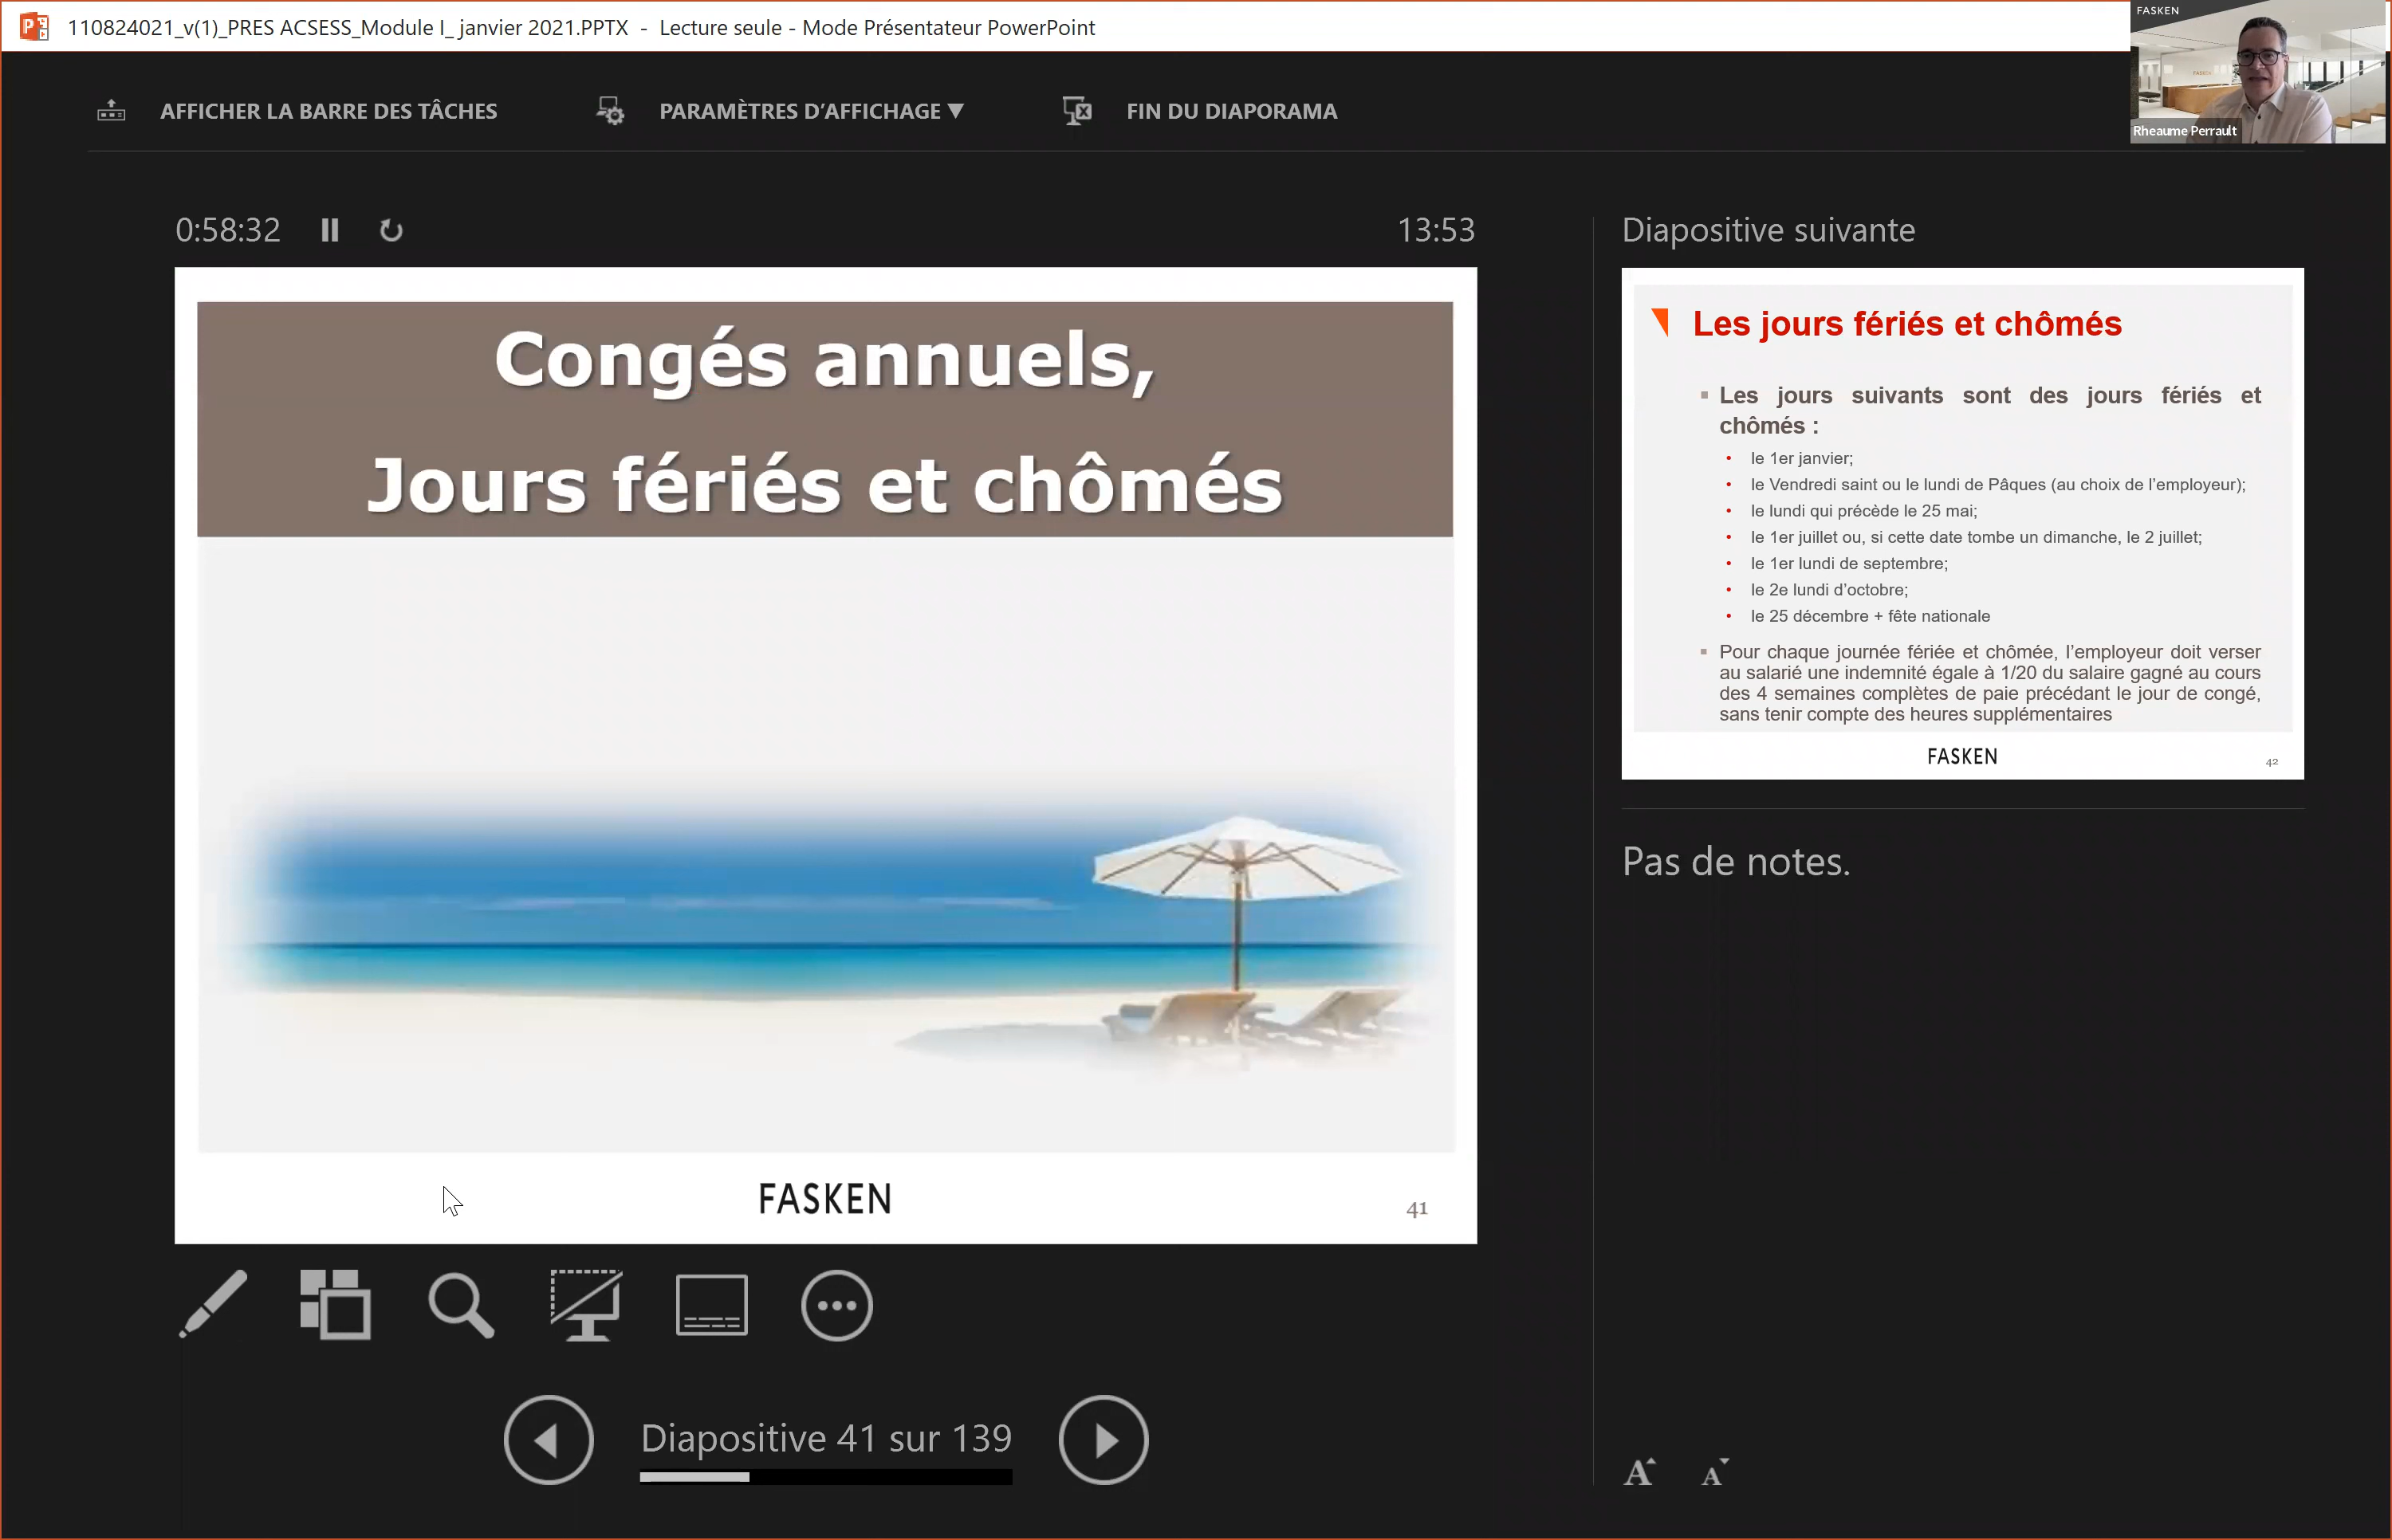 110824021_v(1)_PRES ACSESS_Module I_ janvier 2021.PPTX - Lecture seule - Mode Présentateur PowerPoint
FASKEN
Rheaume Perrault
AFFICHER LA BARRE DES TÂCHES
PARAMÈTRES D'AFFICHAGE ▼
FIN DU DIAPORAMA
0:58:32
13:53
Congés annuels,
Jours fériés et chômés
FASKEN
41
Diapositive 41 sur 139
Diapositive suivante
Les jours fériés et chômés
Les jours suivants sont des jours fériés et
chômés :
le 1er janvier;
le Vendredi saint ou le lundi de Pâques (au choix de l'employeur);
le lundi qui précède le 25 mai;
le 1er juillet ou, si cette date tombe un dimanche, le 2 juillet;
le 1er lundi de septembre;
le 2e lundi d'octobre;
le 25 décembre + fête nationale
Pour chaque journée fériée et chômée, l'employeur doit verser
au salarié une indemnité égale à 1/20 du salaire gagné au cours
des 4 semaines complètes de paie précédant le jour de congé,
sans tenir compte des heures supplémentaires
FASKEN
42
Pas de notes.
A A